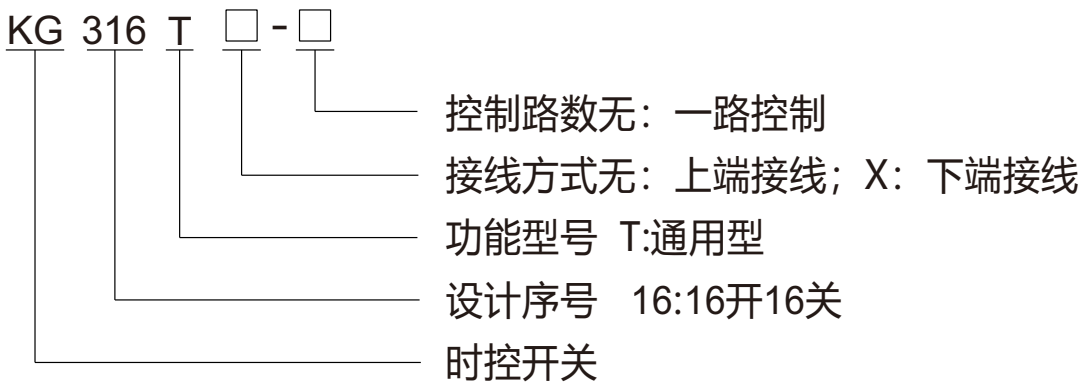 KG 316 T □ - □
控制路数无：一路控制
接线方式无：上端接线；X：下端接线
功能型号 T:通用型
设计序号 16:16开16关
时控开关